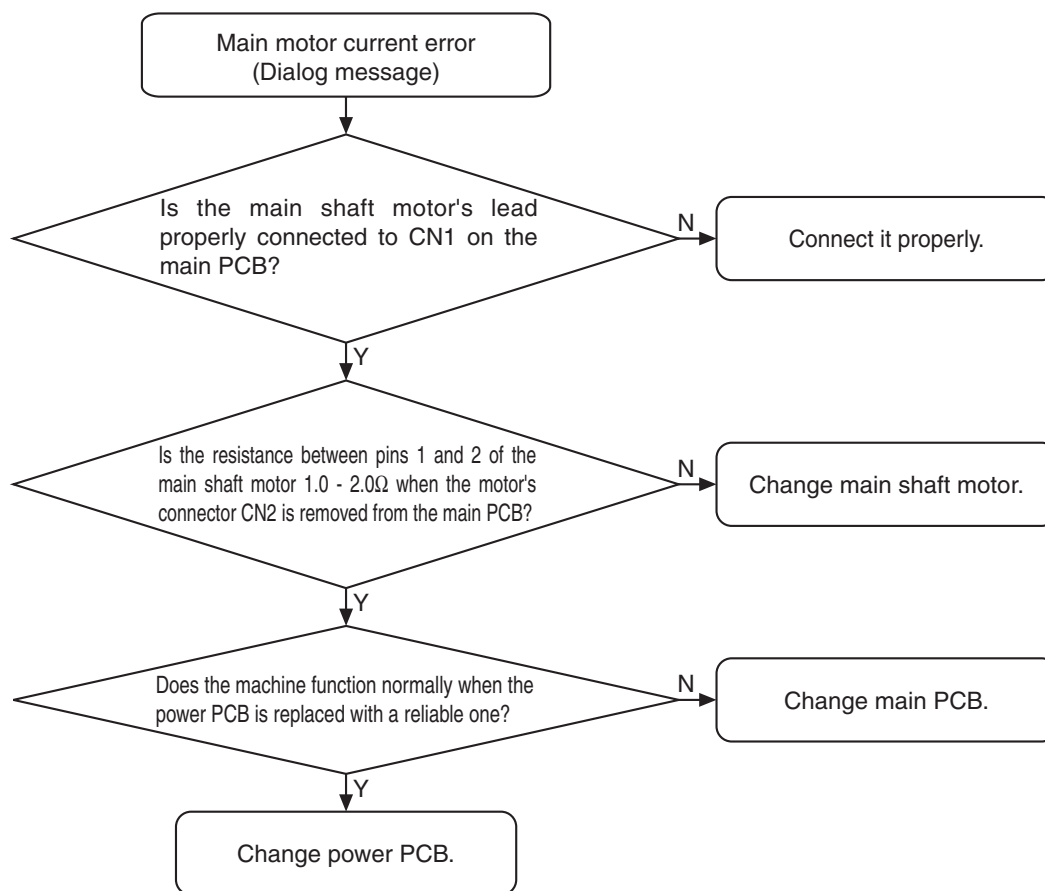 Main motor current error
(Dialog message)
Is the main shaft motor's lead
properly connected to CN1 on the
main PCB?
N
Connect it properly.
Y
Is the resistance between pins 1 and 2 of the
main shaft motor 1.0 - 2.0Ω when the motor's
connector CN2 is removed from the main PCB?
N
Change main shaft motor.
Y
Does the machine function normally when the
power PCB is replaced with a reliable one?
N
Change main PCB.
Y
Change power PCB.